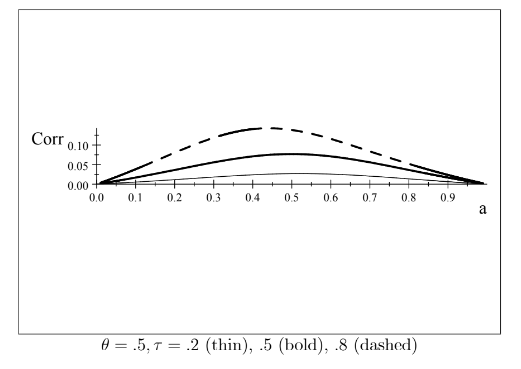 Corr
0.10
0.05
0.00
0.0 0.1 0.2 0.3 0.4 0.5 0.6 0.7 0.8 0.9
a
θ = .5, τ = .2 (thin), .5 (bold), .8 (dashed)